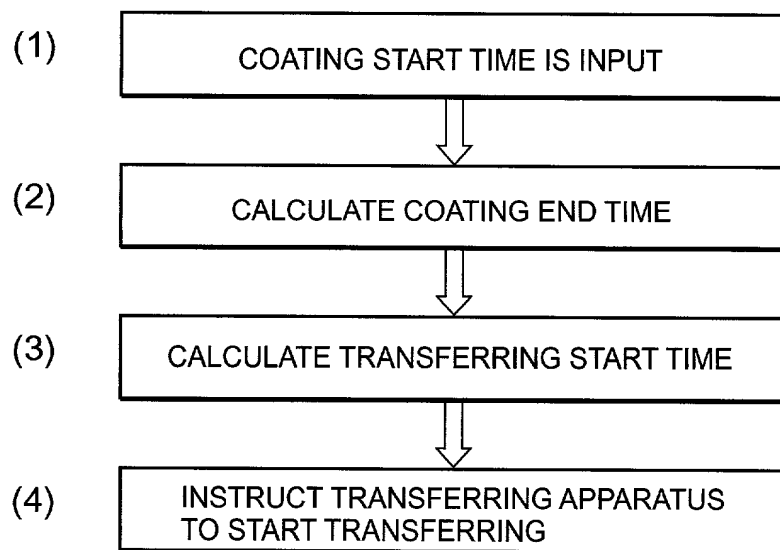 (1) COATING START TIME IS INPUT
(2) CALCULATE COATING END TIME
(3) CALCULATE TRANSFERRING START TIME
(4) INSTRUCT TRANSFERRING APPARATUS
TO START TRANSFERRING